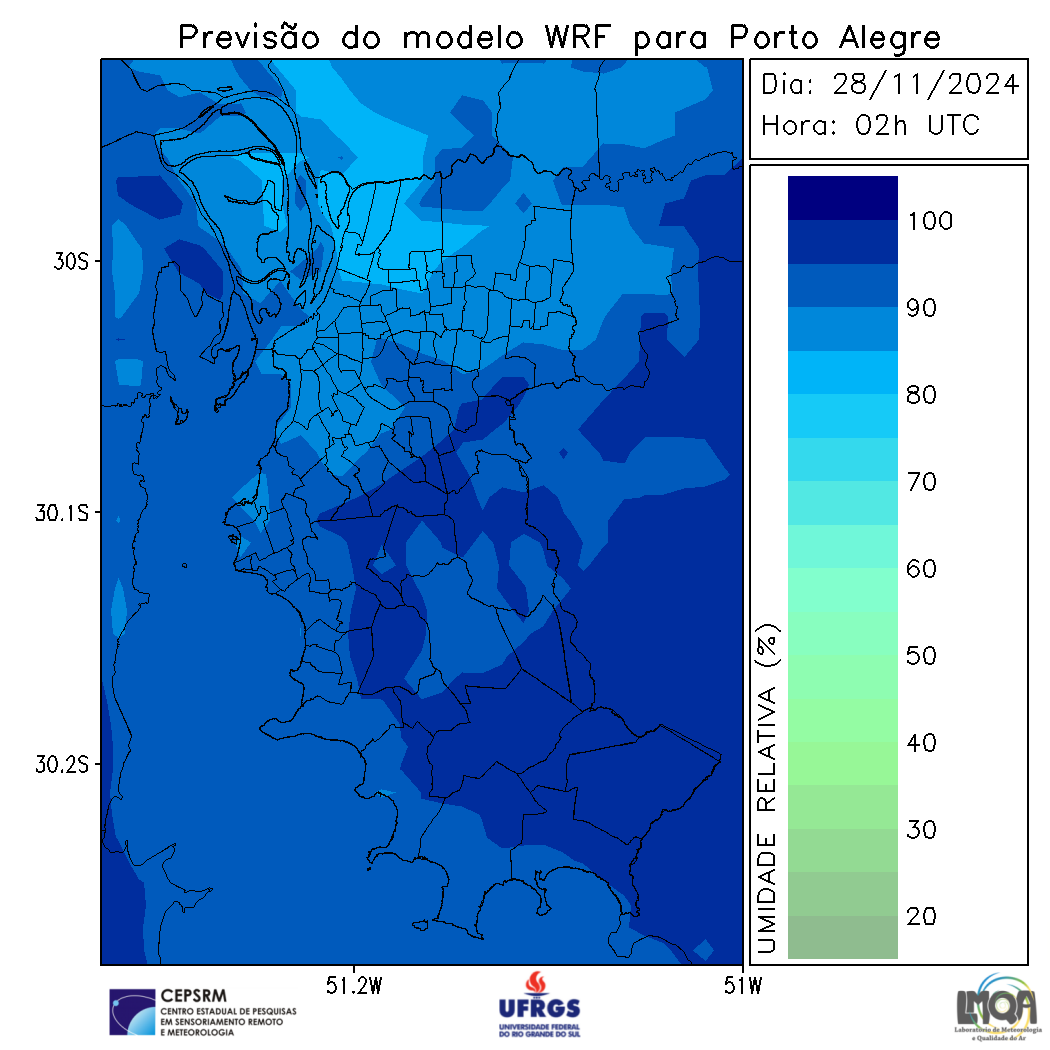 Previsão do modelo WRF para Porto Alegre
Dia: 28/11/2024
Hora: 02h UTC
30S
30.1S
30.2S
51.2W
51W
UMIDADE RELATIVA (%)
100
90
80
70
60
50
40
30
20
CEPSRM
CENTRO ESTADUAL DE PESQUISAS
EM SENSORIAMENTO REMOTO
E METEOROLOGIA
UFRGS
UNIVERSIDADE FEDERAL
DO RIO GRANDE DO SUL
LMQA
Laboratório de Meteorologia
e Qualidade do Ar